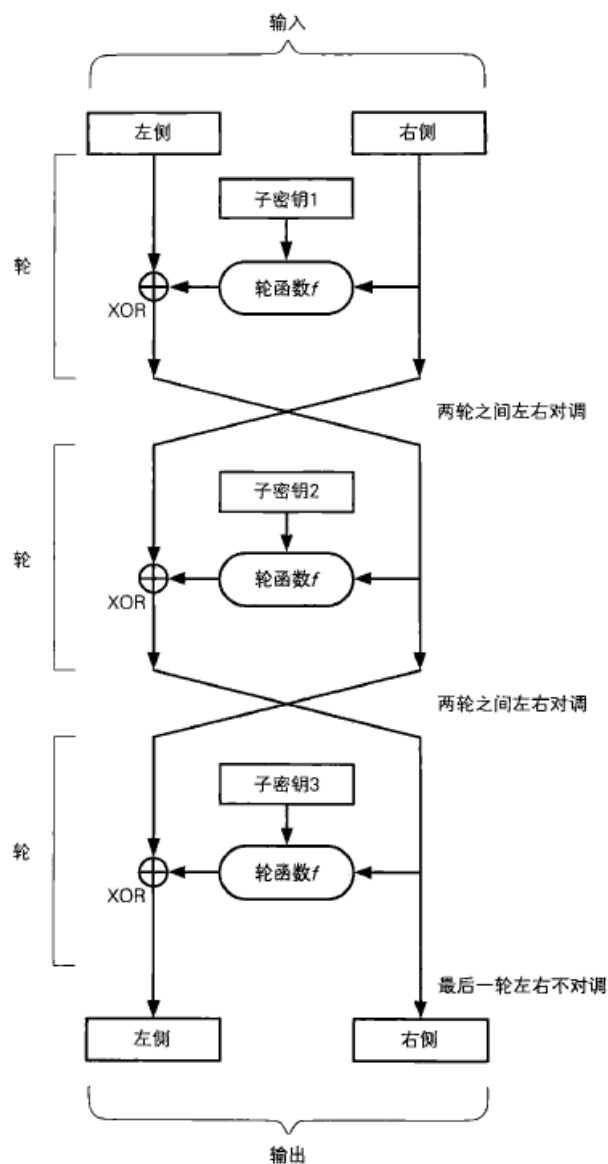 输入
左侧
右侧
子密钥1
轮
轮函数f
XOR
两轮之间左右对调
子密钥2
轮
轮函数f
XOR
两轮之间左右对调
子密钥3
轮
轮函数f
XOR
最后一轮左右不对调
左侧
右侧
输出